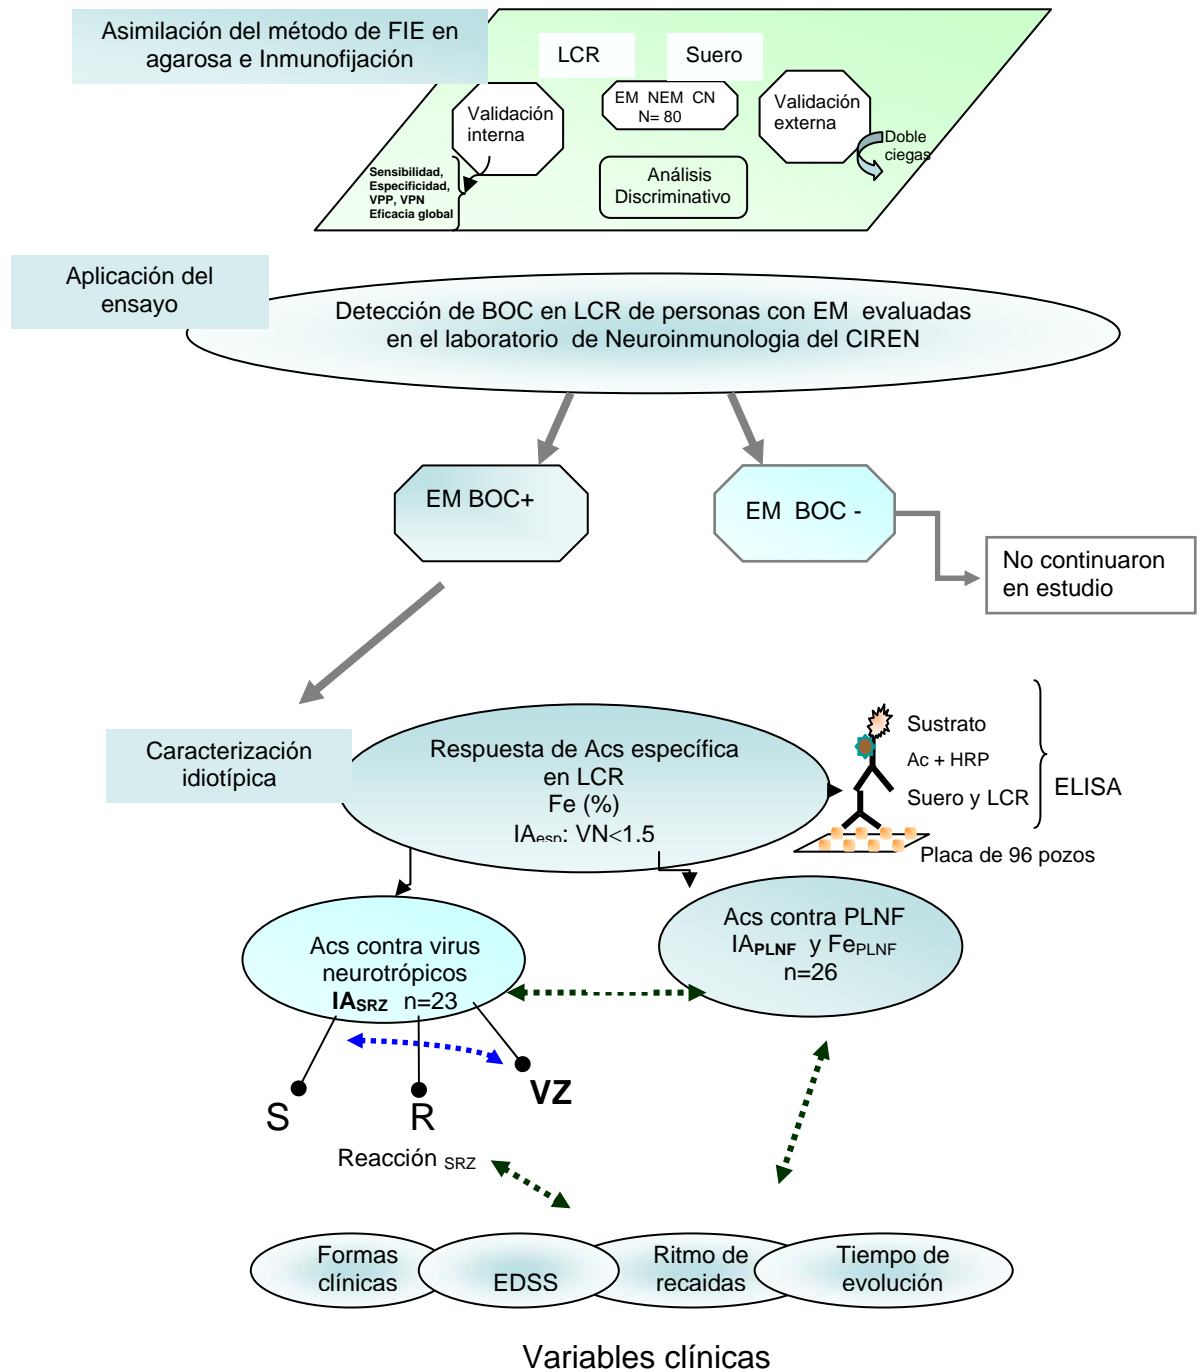 Asimilación del método de FIE en
agarosa e Inmunofijación
LCR
Suero
EM NEM CN
N= 80
Validación
interna
Validación
externa
Doble
ciegas
Sensibilidad,
Especificidad,
VPP, VPN
Eficacia global
Análisis
Discriminativo
Aplicación del
ensayo
Detección de BOC en LCR de personas con EM evaluadas
en el laboratorio de Neuroinmunologia del CIREN
EM BOC+
EM BOC -
No continuaron
en estudio
Caracterización
idiotípica
Respuesta de Acs específica
en LCR
Fe (%)
IAesp: VN<1.5
Sustrato
Ac + HRP
Suero y LCR
ELISA
Placa de 96 pozos
Acs contra virus
neurotrópicos
IASRZ n=23
Acs contra PLNF
IAPLNF y FePLNF
n=26
S
R
VZ
Reacción SRZ
Formas
clínicas
EDSS
Ritmo de
recaidas
Tiempo de
evolución
Variables clínicas